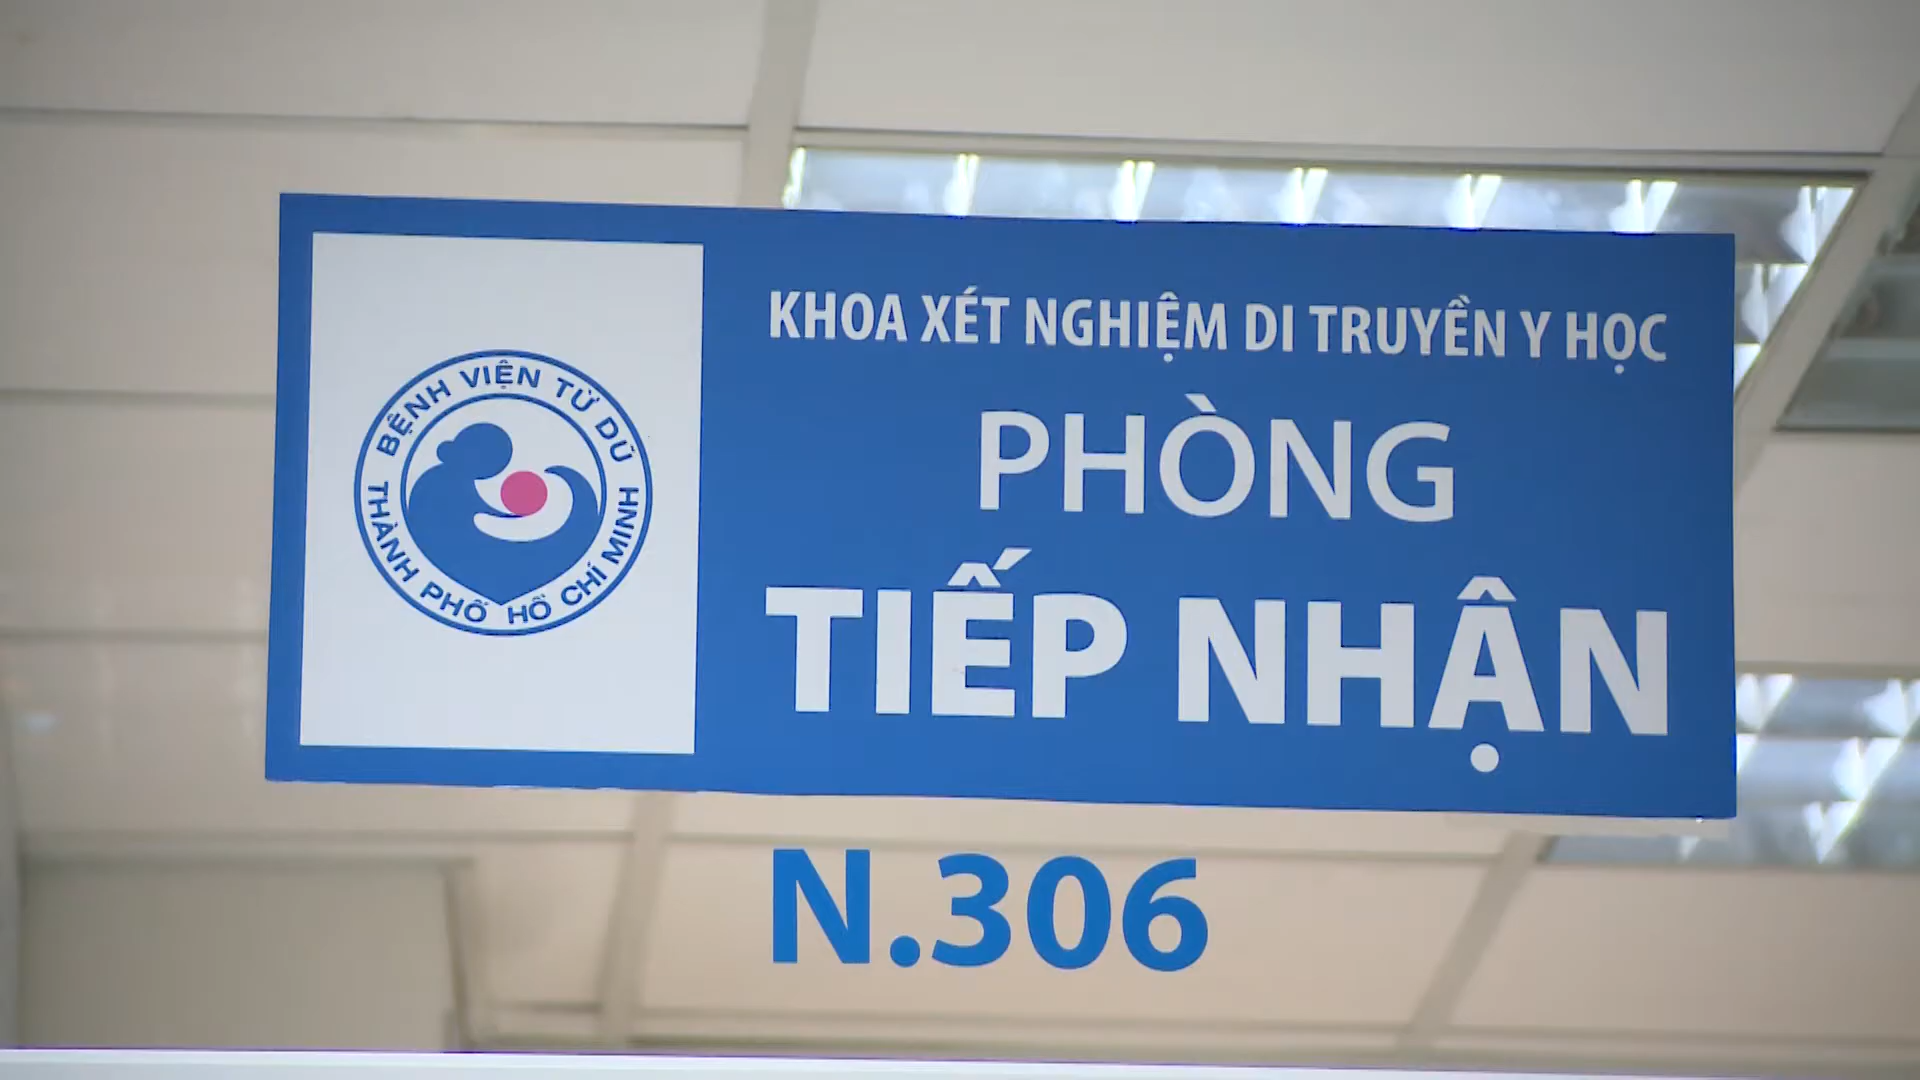 BỆNH VIỆN TỪ DŨ
THÀNH PHỐ HỒ CHÍ MINH
KHOA XÉT NGHIỆM DI TRUYỀN Y HỌC
PHÒNG
TIẾP NHẬN
N.306